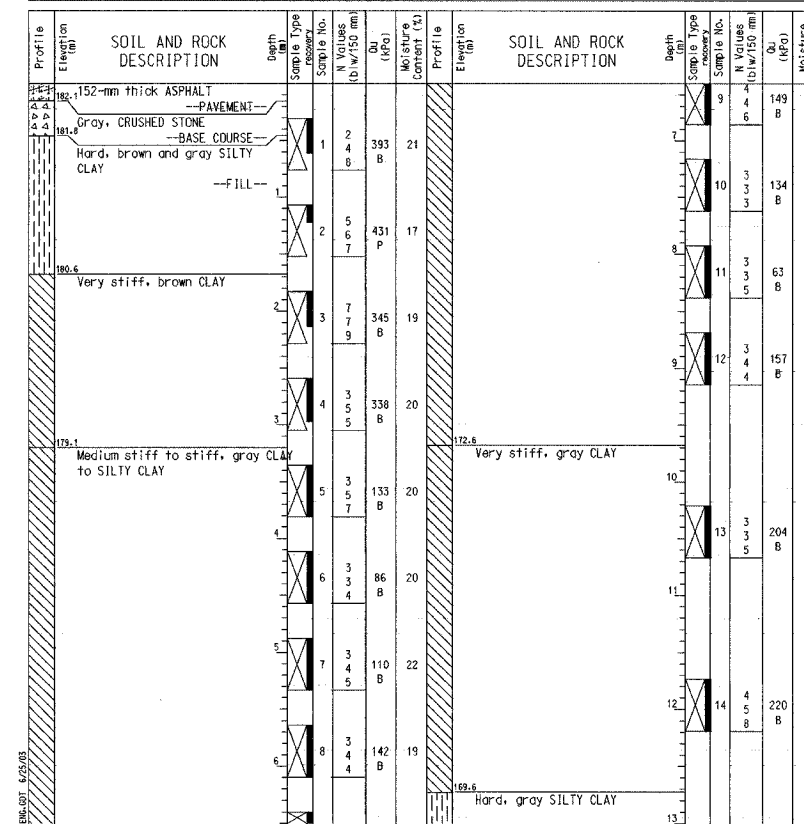 Profile
Elevation (m)
SOIL AND ROCK
DESCRIPTION
Depth (m)
Sample Type
recovery
Sample No.
N Values
(blw/150 mm)
Qu
(kPa)
Moisture
Content (%)
182.1 152-mm thick ASPHALT
--PAVEMENT--
Gray, CRUSHED STONE
181.8 --BASE COURSE--
Hard, brown and gray SILTY
CLAY
--FILL--
1 2 4 8 393 B 21
1
2 5 6 7 431 P 17
180.6
Very stiff, brown CLAY
2
3 7 7 9 345 B 19
4 3 5 5 338 B 20
3
179.1
Medium stiff to stiff, gray CLAY
to SILTY CLAY
5 3 5 7 133 B 20
4
6 3 3 4 86 B 20
5
7 3 4 5 110 B 22
8 3 4 4 142 B 19
6
ENG.GDT 6/25/03
Profile
Elevation (m)
SOIL AND ROCK
DESCRIPTION
Depth (m)
Sample Type
recovery
Sample No.
N Values
(blw/150 mm)
Qu
(kPa)
Moisture
9 4 4 6 149 B
7
10 3 3 3 134 B
8
11 3 3 5 63 B
9
12 3 4 4 157 B
172.6
Very stiff, gray CLAY
10
13 3 3 5 204 B
11
12
14 4 5 8 220 B
169.6
Hard, gray SILTY CLAY
13